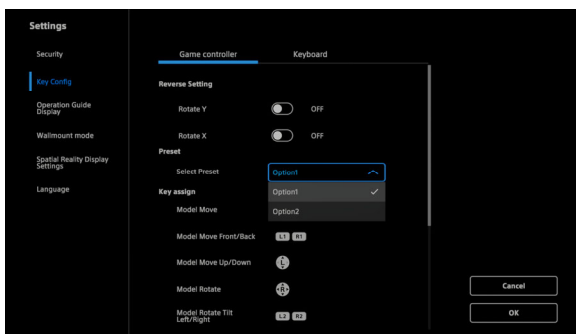 Settings
Security
Key Config
Operation Guide
Display
Wallmount mode
Spatial Reality Display
Settings
Language
Game controller
Keyboard
Reverse Setting
Rotate Y
OFF
Rotate X
OFF
Preset
Select Preset
Option1
Option1
Option2
Key assign
Model Move
Model Move Front/Back
L1 R1
Model Move Up/Down
L
Model Rotate
R
Model Rotate Tilt
Left/Right
L2 R2
Cancel
OK